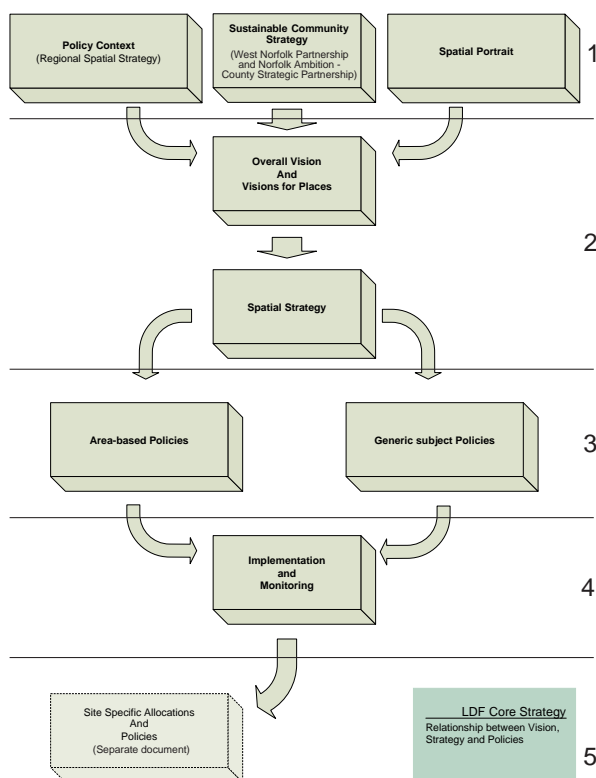 Policy Context
(Regional Spatial Strategy)
Sustainable Community
Strategy
(West Norfolk Partnership
and Norfolk Ambition -
County Strategic Partnership)
Spatial Portrait
1
Overall Vision
And
Visions for Places
2
Spatial Strategy
Area-based Policies
Generic subject Policies
3
Implementation
and
Monitoring
4
Site Specific Allocations
And
Policies
(Separate document)
LDF Core Strategy
Relationship between Vision,
Strategy and Policies
5